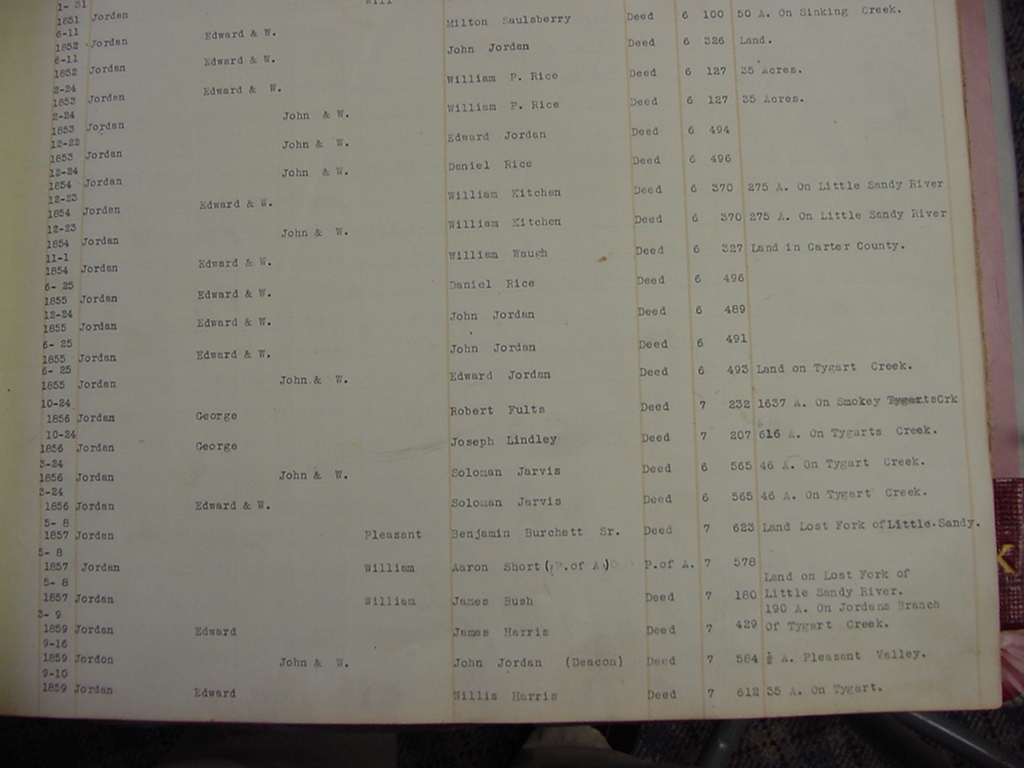 1- 31 Will
1851 Jordan Milton Saulsberry Deed 6 100 50 A. On Sinking Creek.
6-11
1852 Jordan Edward & W. John Jordan Deed 6 326 Land.
6-11
1852 Jordan Edward & W. William P. Rice Deed 6 127 35 Acres.
2-24
1853 Jordan Edward & W. William P. Rice Deed 6 127 35 Acres.
2-24
1853 Jordan John & W. Edward Jordan Deed 6 494
12-22
1853 Jordan John & W. Daniel Rice Deed 6 496
12-24
1854 Jordan John & W. William Kitchen Deed 6 370 275 A. On Little Sandy River
12-23
1854 Jordan Edward & W. William Kitchen Deed 6 370 275 A. On Little Sandy River
12-23
1854 Jordan John & W. William Waugh Deed 6 327 Land in Carter County.
11-1
1854 Jordan Edward & W. Daniel Rice Deed 6 496
6- 25
1855 Jordan Edward & W. John Jordan Deed 6 489
12-24
1855 Jordan Edward & W. John Jordan Deed 6 491
6- 25
1855 Jordan Edward & W. Edward Jordan Deed 6 493 Land on Tygart Creek.
6- 25
1855 Jordan John & W.
10-24
1856 Jordan George Robert Fults Deed 7 232 1637 A. On Smokey TygartsCrk
10-24
1856 Jordan George Joseph Lindley Deed 7 207 616 A. On Tygarts Creek.
3-24
1856 Jordan John & W. Soloman Jarvis Deed 6 565 46 A. On Tygart Creek.
3-24
1856 Jordan Edward & W. Soloman Jarvis Deed 6 565 46 A. On Tygart Creek.
5- 8
1857 Jordan Pleasant Benjamin Burchett Sr. Deed 7 623 Land Lost Fork ofLittle.Sandy.
5- 8
1857 Jordan William Aaron Short (P.of A.) P.of A. 7 578
5- 8 Land on Lost Fork of
1857 Jordan William James Bush Deed 7 180 Little Sandy River.
3- 9 190 A. On Jordans Branch
1859 Jordan Edward James Harris Deed 7 429 Of Tygart Creek.
9-16
1859 Jordon John & W. John Jordan (Deacon) Deed 7 584 ½ A. Pleasant Valley.
9-10
1859 Jordan Edward Willis Harris Deed 7 612 35 A. On Tygart.